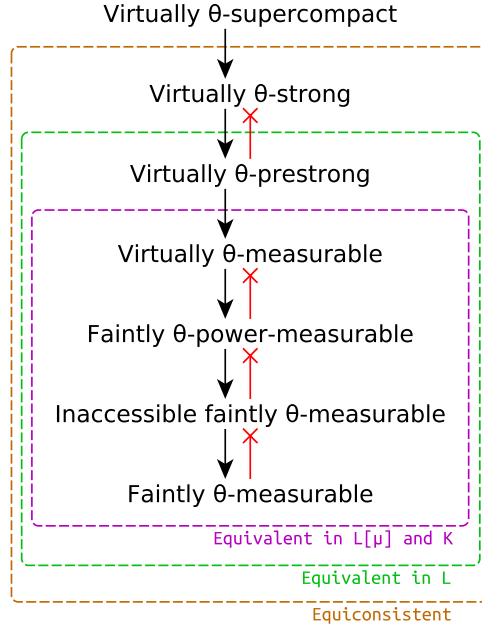 Virtually θ-supercompact
Virtually θ-strong
Virtually θ-prestrong
Virtually θ-measurable
Faintly θ-power-measurable
Inaccessible faintly θ-measurable
Faintly θ-measurable
Equivalent in L[μ] and K
Equivalent in L
Equiconsistent